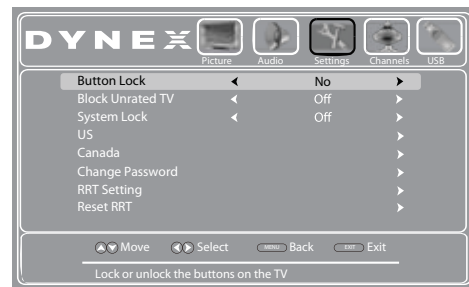 DYNEX
Picture Audio Settings Channels USB
Button Lock No
Block Unrated TV Off
System Lock Off
US
Canada
Change Password
RRT Setting
Reset RRT
Move Select MENU Back EXIT Exit
Lock or unlock the buttons on the TV